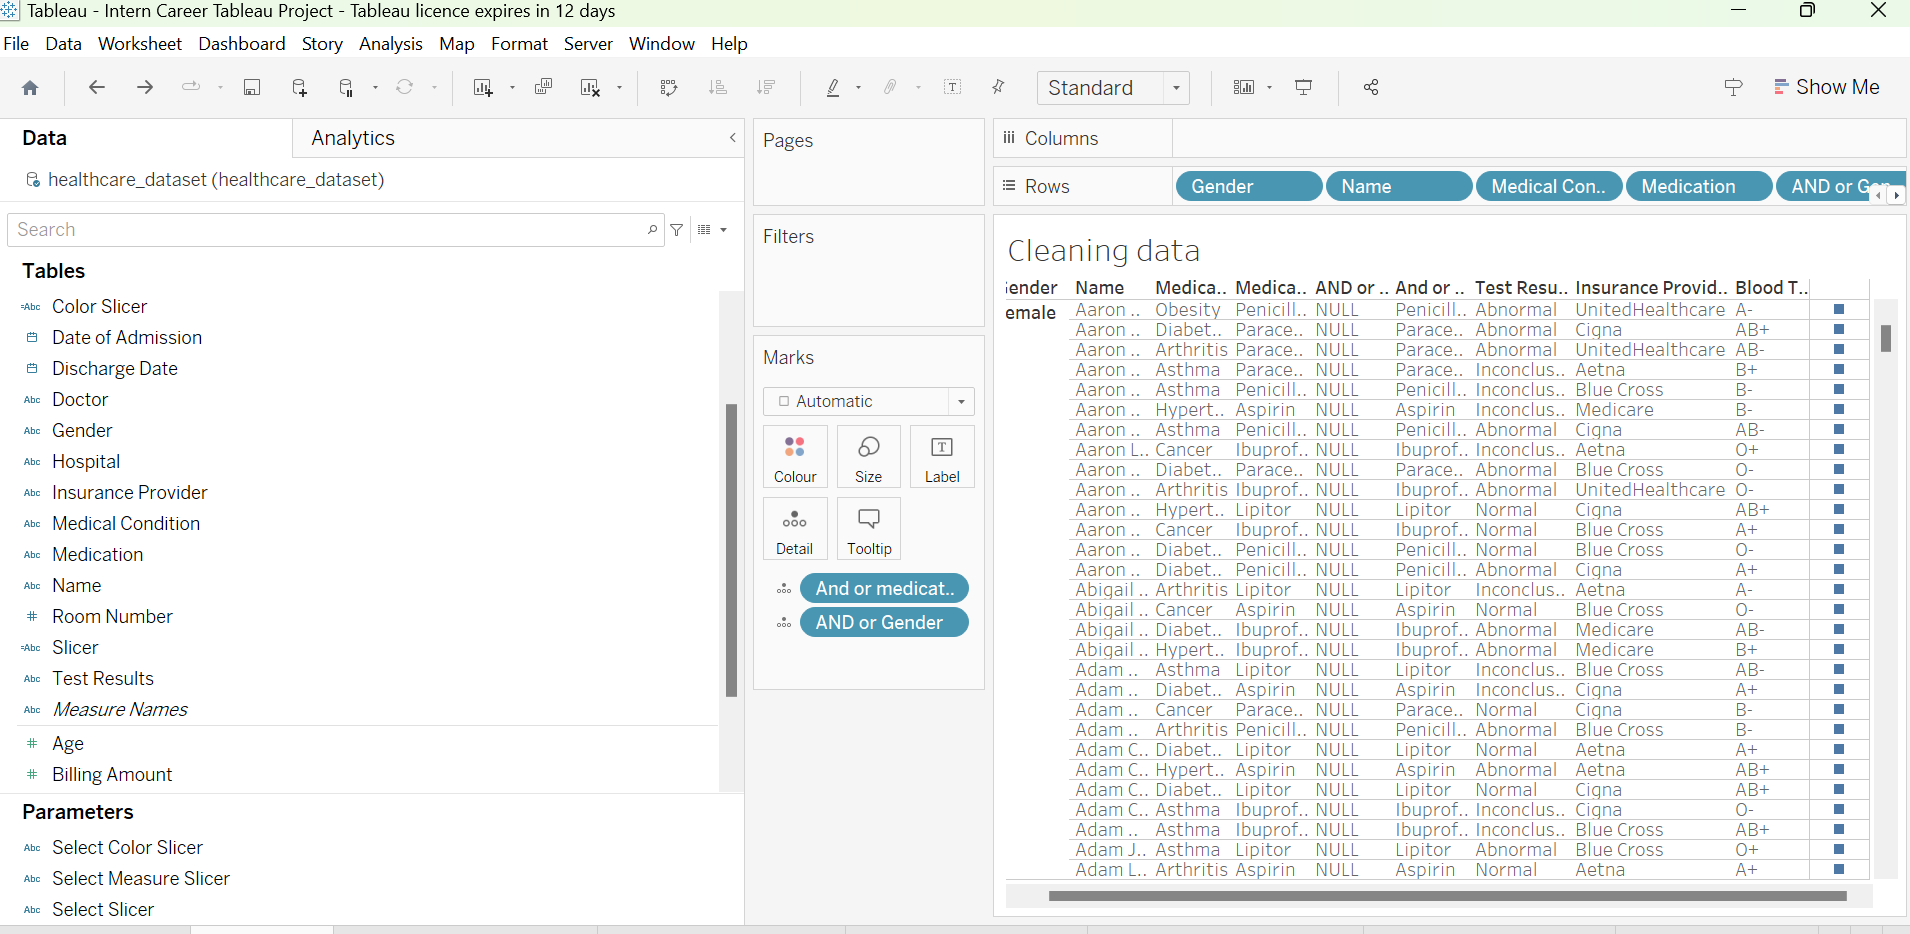 Tableau - Intern Career Tableau Project - Tableau licence expires in 12 days
File Data Worksheet Dashboard Story Analysis Map Format Server Window Help
Standard
Show Me
Data Analytics
healthcare_dataset (healthcare_dataset)
Search
Tables
=Abc Color Slicer
Date of Admission
Discharge Date
Abc Doctor
Abc Gender
Abc Hospital
Abc Insurance Provider
Abc Medical Condition
Abc Medication
Abc Name
# Room Number
=Abc Slicer
Abc Test Results
Abc Measure Names
# Age
# Billing Amount
Parameters
Abc Select Color Slicer
Abc Select Measure Slicer
Abc Select Slicer
Pages
Filters
Marks
Automatic
Colour Size Label
Detail Tooltip
And or medicat..
AND or Gender
Columns
Rows Gender Name Medical Con.. Medication AND or Gen..
Cleaning data
Gender Name Medica.. Medica.. AND or .. And or .. Test Resu.. Insurance Provid.. Blood T..
emale Aaron .. Obesity Penicill.. NULL Penicill.. Abnormal UnitedHealthcare A-
Aaron .. Diabet.. Parace.. NULL Parace.. Abnormal Cigna AB+
Aaron .. Arthritis Parace.. NULL Parace.. Abnormal UnitedHealthcare AB-
Aaron .. Asthma Parace.. NULL Parace.. Inconclus.. Aetna B+
Aaron .. Asthma Penicill.. NULL Penicill.. Inconclus.. Blue Cross B-
Aaron .. Hypert.. Aspirin NULL Aspirin Inconclus.. Medicare B-
Aaron .. Asthma Penicill.. NULL Penicill.. Abnormal Cigna AB-
Aaron L.. Cancer Ibuprof.. NULL Ibuprof.. Inconclus.. Aetna O+
Aaron .. Diabet.. Parace.. NULL Parace.. Abnormal Blue Cross O-
Aaron .. Arthritis Ibuprof.. NULL Ibuprof.. Abnormal UnitedHealthcare O-
Aaron .. Hypert.. Lipitor NULL Lipitor Normal Cigna AB+
Aaron .. Cancer Ibuprof.. NULL Ibuprof.. Normal Blue Cross A+
Aaron .. Diabet.. Penicill.. NULL Penicill.. Normal Blue Cross O-
Aaron .. Diabet.. Penicill.. NULL Penicill.. Abnormal Cigna A+
Abigail .. Arthritis Lipitor NULL Lipitor Inconclus.. Aetna A-
Abigail .. Cancer Aspirin NULL Aspirin Normal Blue Cross O-
Abigail .. Diabet.. Ibuprof.. NULL Ibuprof.. Abnormal Medicare AB-
Abigail .. Hypert.. Ibuprof.. NULL Ibuprof.. Abnormal Medicare B+
Adam .. Asthma Lipitor NULL Lipitor Inconclus.. Blue Cross AB-
Adam .. Diabet.. Aspirin NULL Aspirin Inconclus.. Cigna A+
Adam .. Cancer Parace.. NULL Parace.. Normal Cigna B-
Adam .. Arthritis Penicill.. NULL Penicill.. Abnormal Blue Cross B-
Adam C.. Diabet.. Lipitor NULL Lipitor Normal Aetna A+
Adam C.. Hypert.. Aspirin NULL Aspirin Abnormal Aetna AB+
Adam C.. Diabet.. Lipitor NULL Lipitor Normal Cigna AB+
Adam C.. Asthma Ibuprof.. NULL Ibuprof.. Inconclus.. Cigna O-
Adam .. Asthma Ibuprof.. NULL Ibuprof.. Inconclus.. Blue Cross AB+
Adam J.. Asthma Lipitor NULL Lipitor Abnormal Blue Cross O+
Adam L.. Arthritis Aspirin NULL Aspirin Normal Aetna A+